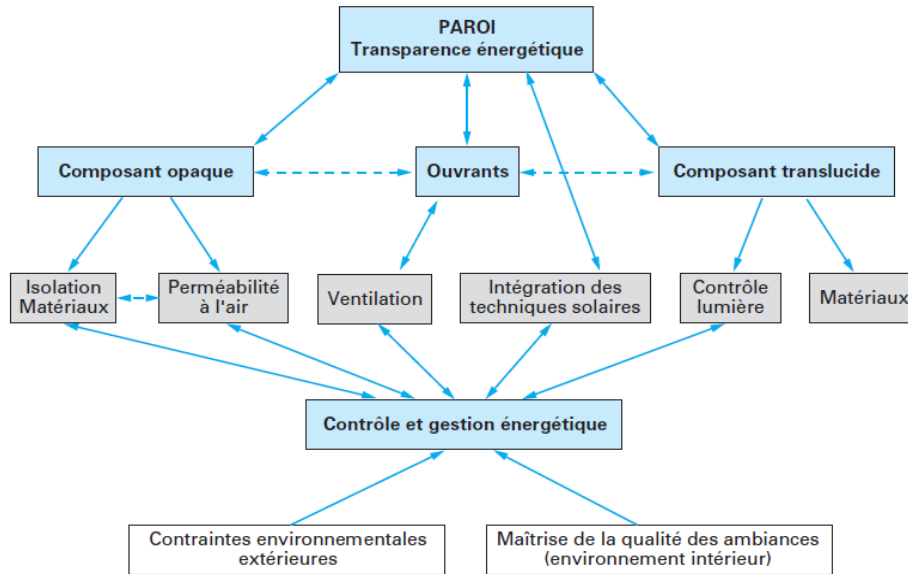 PAROI
Transparence énergétique
Composant opaque
Ouvrants
Composant translucide
Isolation
Matériaux
Perméabilité
à l'air
Ventilation
Intégration des
techniques solaires
Contrôle
lumière
Matériaux
Contrôle et gestion énergétique
Contraintes environnementales
extérieures
Maîtrise de la qualité des ambiances
(environnement intérieur)